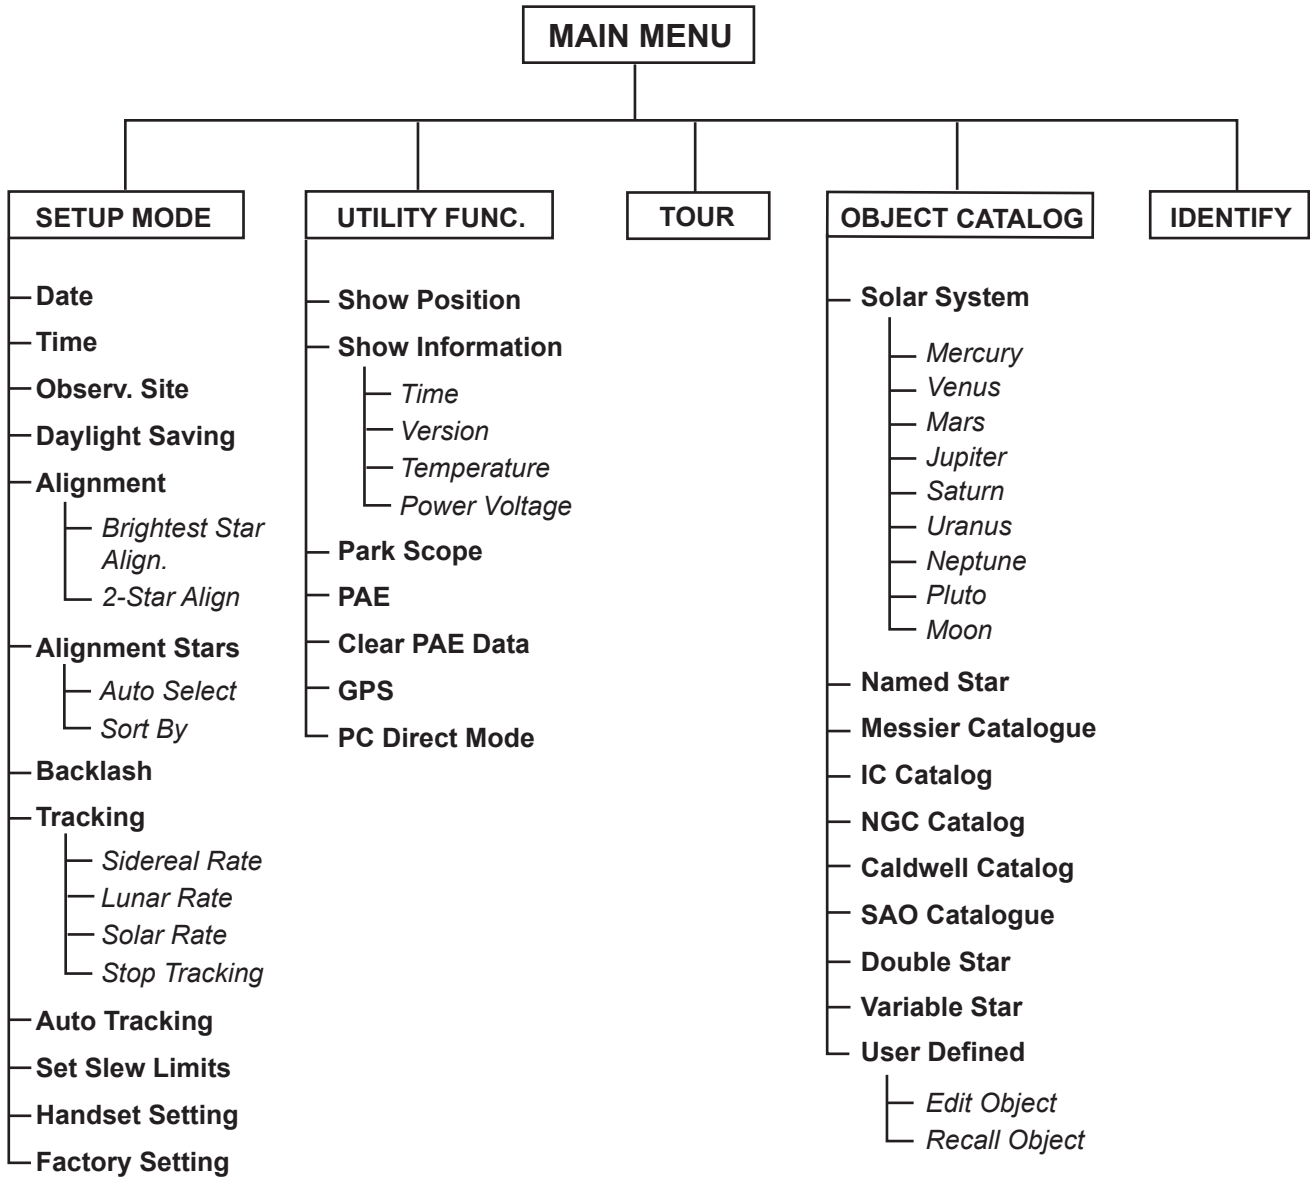 MAIN MENU
SETUP MODE
Date
Time
Observ. Site
Daylight Saving
Alignment
Brightest Star
Align.
2-Star Align
Alignment Stars
Auto Select
Sort By
Backlash
Tracking
Sidereal Rate
Lunar Rate
Solar Rate
Stop Tracking
Auto Tracking
Set Slew Limits
Handset Setting
Factory Setting
UTILITY FUNC.
Show Position
Show Information
Time
Version
Temperature
Power Voltage
Park Scope
PAE
Clear PAE Data
GPS
PC Direct Mode
TOUR
OBJECT CATALOG
Solar System
Mercury
Venus
Mars
Jupiter
Saturn
Uranus
Neptune
Pluto
Moon
Named Star
Messier Catalogue
IC Catalog
NGC Catalog
Caldwell Catalog
SAO Catalogue
Double Star
Variable Star
User Defined
Edit Object
Recall Object
IDENTIFY